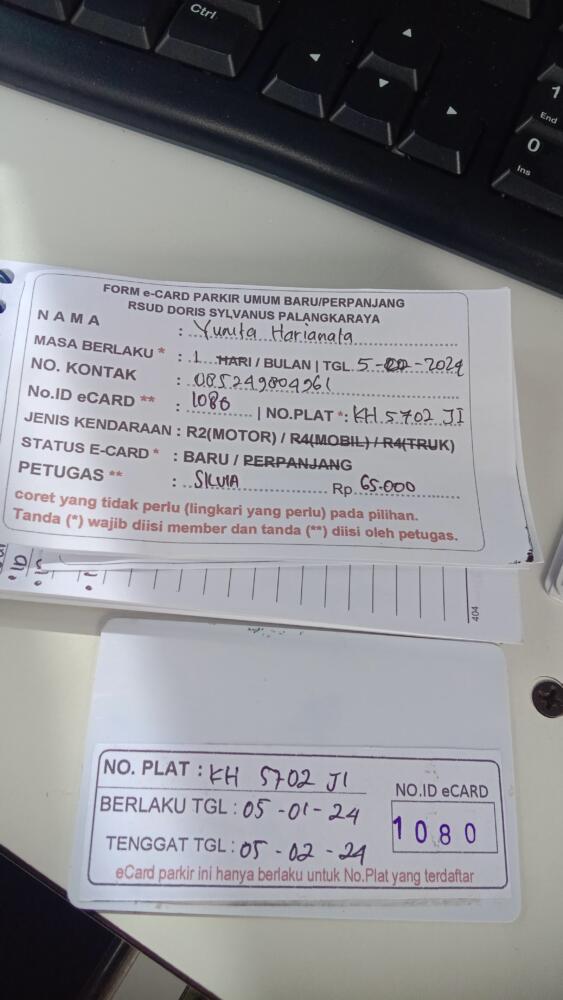 Ctrl
1
End
0
Ins
FORM e-CARD PARKIR UMUM BARU/PERPANJANG
RSUD DORIS SYLVANUS PALANGKARAYA
NAMA : Yunita Harianata
MASA BERLAKU * : 1 HARI / BULAN | TGL. 5-02-2024
NO. KONTAK : 085249804961
No.ID eCARD ** : 1080 | NO.PLAT *: KH 5702 JI
JENIS KENDARAAN : R2(MOTOR) / R4(MOBIL) / R4(TRUK)
STATUS E-CARD * : BARU / PERPANJANG
PETUGAS ** : SILVIA Rp 65.000
coret yang tidak perlu (lingkari yang perlu) pada pilihan.
Tanda (*) wajib diisi member dan tanda (**) diisi oleh petugas.
404
NO. PLAT : KH 5702 JI
NO.ID eCARD
BERLAKU TGL : 05-01-24
1080
TENGGAT TGL : 05-02-24
eCard parkir ini hanya berlaku untuk No.Plat yang terdaftar